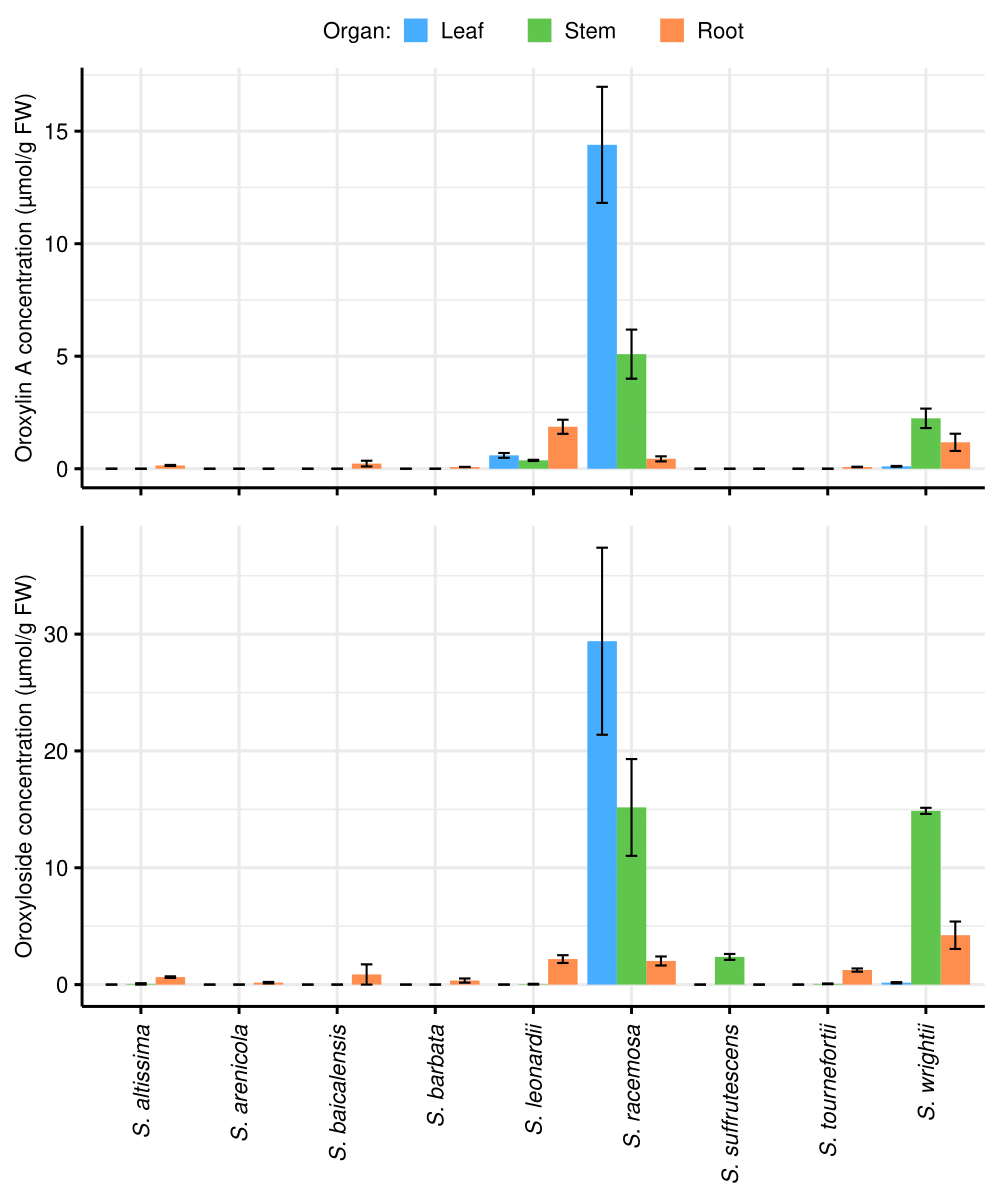 Organ: Leaf Stem Root
Oroxylin A concentration (µmol/g FW)
15
10
5
0
Oroxyloside concentration (µmol/g FW)
30
20
10
0
S. altissima
S. arenicola
S. baicalensis
S. barbata
S. leonardii
S. racemosa
S. suffrutescens
S. tournefortii
S. wrightii